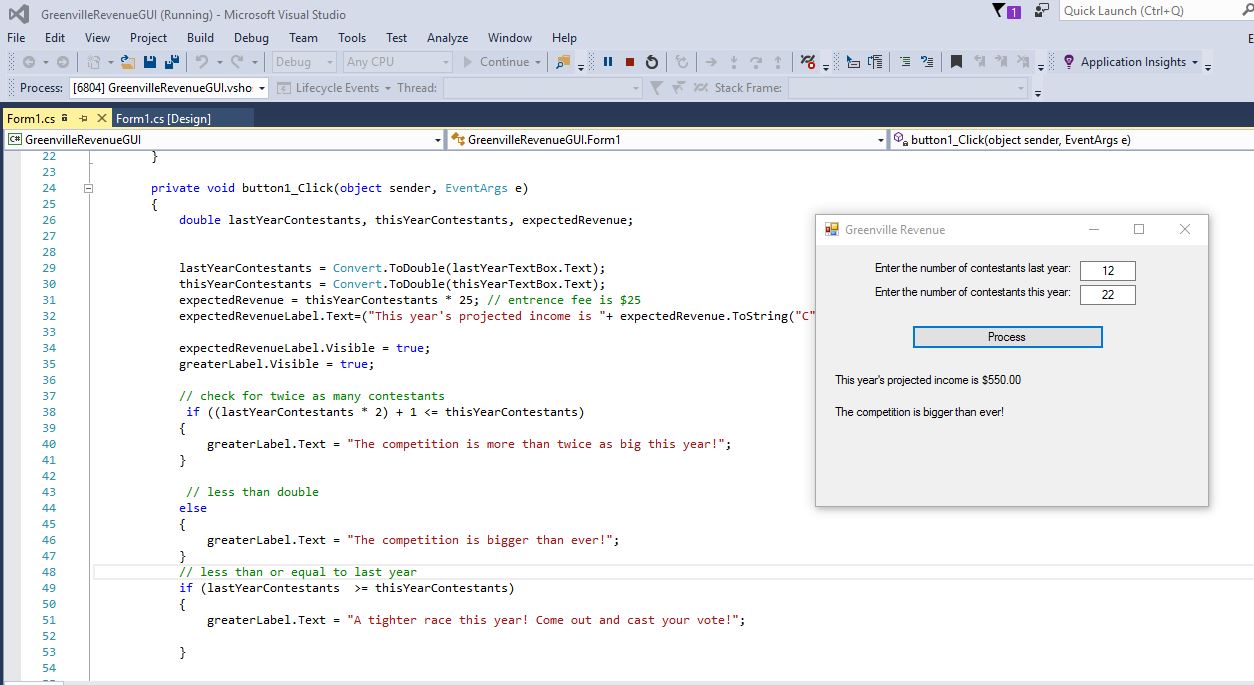 GreenvilleRevenueGUI (Running) - Microsoft Visual Studio
1
Quick Launch (Ctrl+Q)
File Edit View Project Build Debug Team Tools Test Analyze Window Help
Debug Any CPU Continue Application Insights
Process: [6804] GreenvilleRevenueGUI.vsho Lifecycle Events Thread: Stack Frame:
Form1.cs Form1.cs [Design]
C# GreenvilleRevenueGUI GreenvilleRevenueGUI.Form1 button1_Click(object sender, EventArgs e)
22 }
23
24 private void button1_Click(object sender, EventArgs e)
25 {
26 double lastYearContestants, thisYearContestants, expectedRevenue;
27
28
29 lastYearContestants = Convert.ToDouble(lastYearTextBox.Text);
30 thisYearContestants = Convert.ToDouble(thisYearTextBox.Text);
31 expectedRevenue = thisYearContestants * 25; // entrence fee is $25
32 expectedRevenueLabel.Text=("This year's projected income is "+ expectedRevenue.ToString("C"
33
34 expectedRevenueLabel.Visible = true;
35 greaterLabel.Visible = true;
36
37 // check for twice as many contestants
38 if ((lastYearContestants * 2) + 1 <= thisYearContestants)
39 {
40 greaterLabel.Text = "The competition is more than twice as big this year!";
41 }
42
43 // less than double
44 else
45 {
46 greaterLabel.Text = "The competition is bigger than ever!";
47 }
48 // less than or equal to last year
49 if (lastYearContestants >= thisYearContestants)
50 {
51 greaterLabel.Text = "A tighter race this year! Come out and cast your vote!";
52
53 }
54
Greenville Revenue
Enter the number of contestants last year: 12
Enter the number of contestants this year: 22
Process
This year's projected income is $550.00
The competition is bigger than ever!